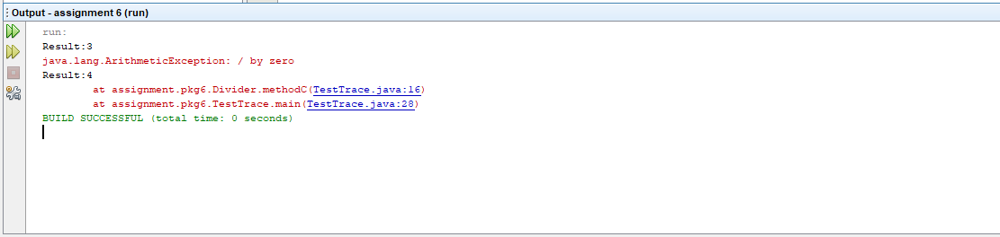 Output - assignment 6 (run)
run:
Result:3
java.lang.ArithmeticException: / by zero
Result:4
at assignment.pkg6.Divider.methodC(TestTrace.java:16)
at assignment.pkg6.TestTrace.main(TestTrace.java:28)
BUILD SUCCESSFUL (total time: 0 seconds)